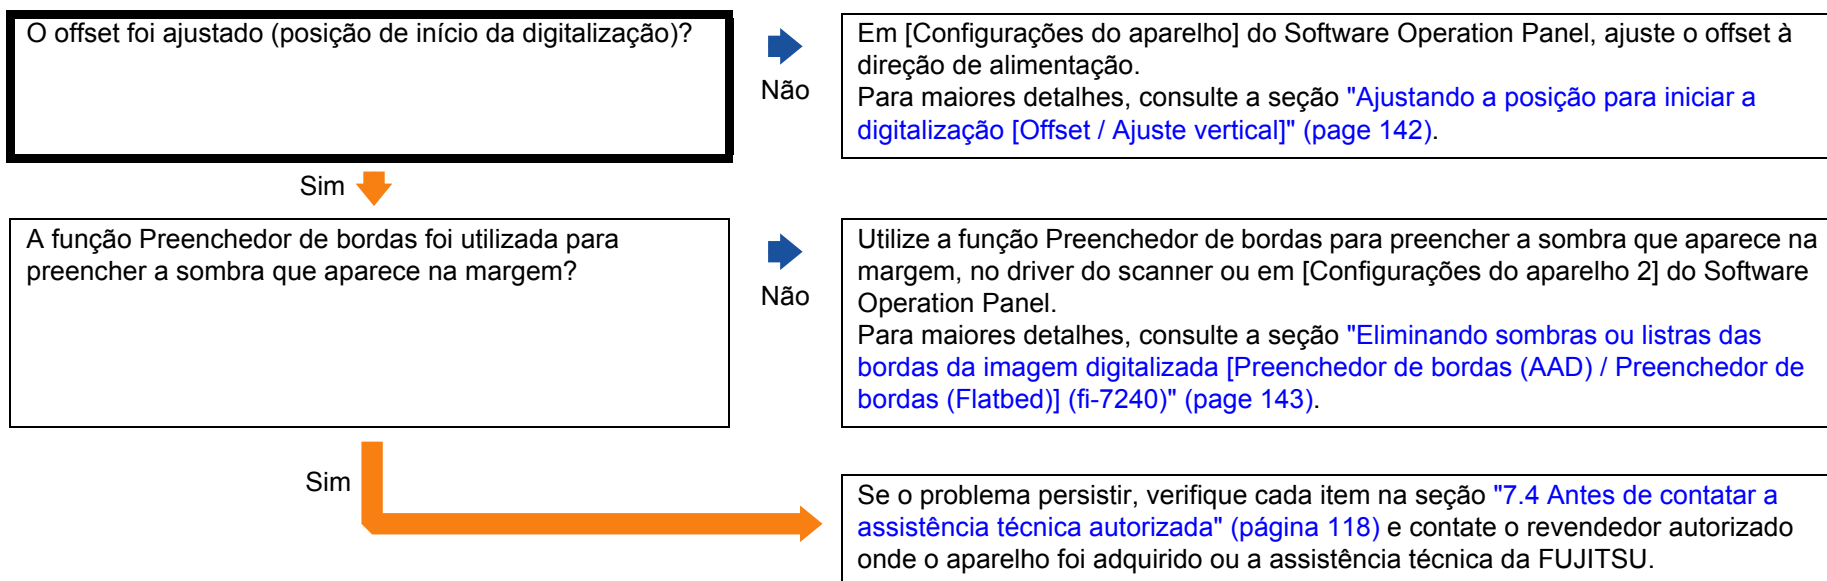 O offset foi ajustado (posição de início da digitalização)?
Não
Em [Configurações do aparelho] do Software Operation Panel, ajuste o offset à
direção de alimentação.
Para maiores detalhes, consulte a seção "Ajustando a posição para iniciar a
digitalização [Offset / Ajuste vertical]" (page 142).
Sim
A função Preenchedor de bordas foi utilizada para
preencher a sombra que aparece na margem?
Não
Utilize a função Preenchedor de bordas para preencher a sombra que aparece na
margem, no driver do scanner ou em [Configurações do aparelho 2] do Software
Operation Panel.
Para maiores detalhes, consulte a seção "Eliminando sombras ou listras das
bordas da imagem digitalizada [Preenchedor de bordas (AAD) / Preenchedor de
bordas (Flatbed)] (fi-7240)" (page 143).
Sim
Se o problema persistir, verifique cada item na seção "7.4 Antes de contatar a
assistência técnica autorizada" (página 118) e contate o revendedor autorizado
onde o aparelho foi adquirido ou a assistência técnica da FUJITSU.